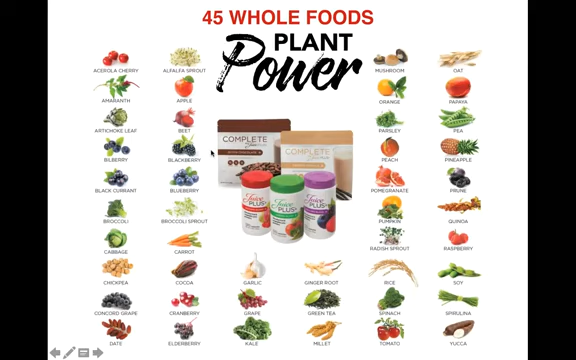 45 WHOLE FOODS
PLANT
Power
ACEROLA CHERRY
ALFALFA SPROUT
MUSHROOM
OAT
AMARANTH
APPLE
ORANGE
PAPAYA
ARTICHOKE LEAF
BEET
PARSLEY
PEA
COMPLETE
COMPLETE
BILBERRY
BLACKBERRY
PEACH
PINEAPPLE
BLACK CURRANT
BLUEBERRY
POMEGRANATE
PRUNE
Juice
PLUS+
Juice
PLUS+
Juice
PLUS+
BROCCOLI
BROCCOLI SPROUT
PUMPKIN
QUINOA
CABBAGE
CARROT
RADISH SPROUT
RASPBERRY
CHICKPEA
COCOA
GARLIC
GINGER ROOT
RICE
SOY
CONCORD GRAPE
CRANBERRY
GRAPE
GREEN TEA
SPINACH
SPIRULINA
DATE
ELDERBERRY
KALE
MILLET
TOMATO
YUCCA